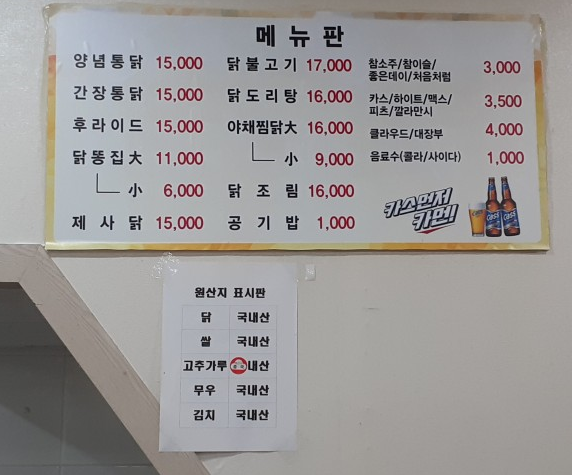 메뉴판
양념통닭 15,000
간장통닭 15,000
후라이드 15,000
닭똥집大 11,000
小 6,000
제사닭 15,000
닭불고기 17,000
닭도리탕 16,000
야채찜닭大 16,000
小 9,000
닭조림 16,000
공기밥 1,000
참소주/참이슬/
좋은데이/처음처럼 3,000
카스/하이트/맥스/
피츠/깔라만시 3,500
클라우드/대장부 4,000
음료수(콜라/사이다) 1,000
카스먼저
카먼!
CASS
CASS
원산지 표시판
닭 국내산
쌀 국내산
고추가루 내산
무우 국내산
김치 국내산